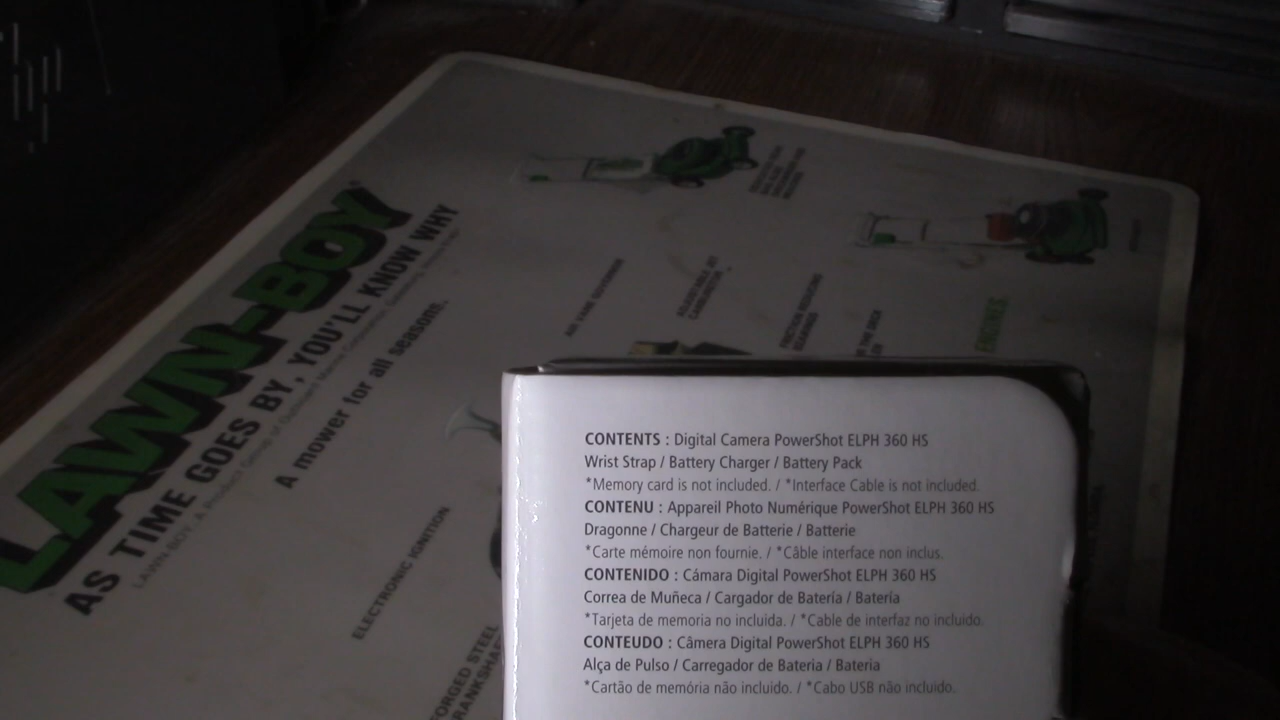 LAWN-BOY®
AS TIME GOES BY, YOU'LL KNOW WHY
A mower for all seasons.
ELECTRONIC IGNITION
FORGED STEEL
CRANKSHAFT
ENGINES
CONTENTS : Digital Camera PowerShot ELPH 360 HS
Wrist Strap / Battery Charger / Battery Pack
*Memory card is not included. / *Interface Cable is not included.
CONTENU : Appareil Photo Numérique PowerShot ELPH 360 HS
Dragonne / Chargeur de Batterie / Batterie
*Carte mémoire non fournie. / *Câble interface non inclus.
CONTENIDO : Cámara Digital PowerShot ELPH 360 HS
Correa de Muñeca / Cargador de Batería / Batería
*Tarjeta de memoria no incluida. / *Cable de interfaz no incluido.
CONTEUDO : Câmera Digital PowerShot ELPH 360 HS
Alça de Pulso / Carregador de Bateria / Bateria
*Cartão de memória não incluído. / *Cabo USB não incluído.